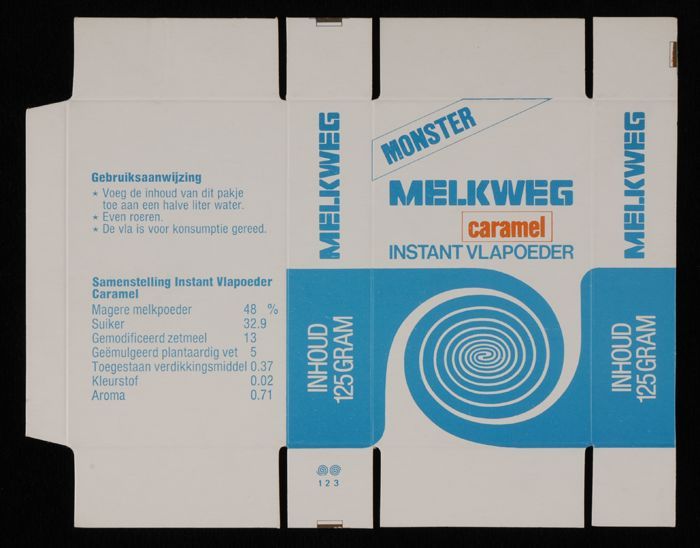 Gebruiksaanwijzing
★ Voeg de inhoud van dit pakje
toe aan een halve liter water.
★ Even roeren.
★ De vla is voor konsumptie gereed.
Samenstelling Instant Vlapoeder
Caramel
Magere melkpoeder 48 %
Suiker 32.9
Gemodificeerd zetmeel 13
Geëmulgeerd plantaardig vet 5
Toegestaan verdikkingsmiddel 0.37
Kleurstof 0.02
Aroma 0.71
MELKWEG
INHOUD
125 GRAM
1 2 3
MONSTER
MELKWEG
caramel
INSTANT VLAPOEDER
MELKWEG
INHOUD
125 GRAM